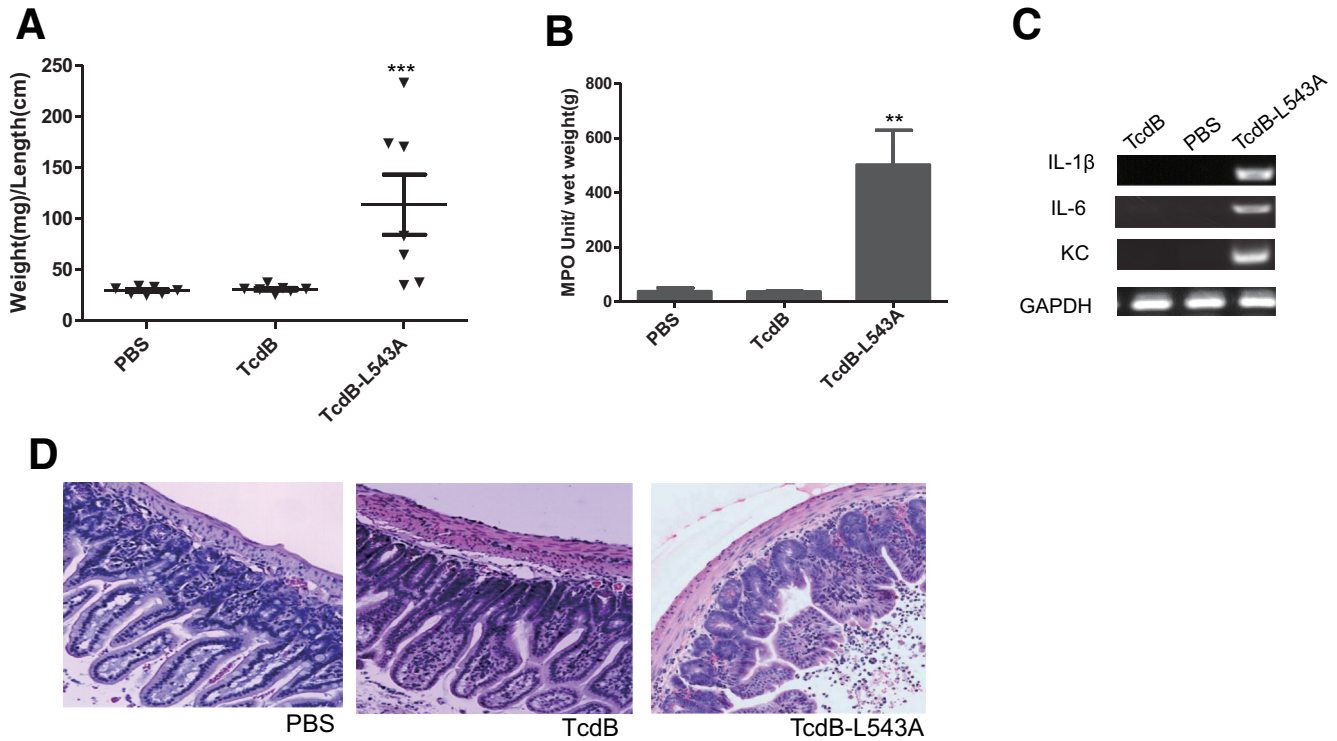 A
Weight(mg)/Length(cm)
250
200
150
100
50
0
***
PBS
TcdB
TcdB-L543A
B
MPO Unit/ wet weight(g)
800
600
400
200
0
**
PBS
TcdB
TcdB-L543A
C
TcdB
PBS
TcdB-L543A
IL-1β
IL-6
KC
GAPDH
D
PBS
TcdB
TcdB-L543A